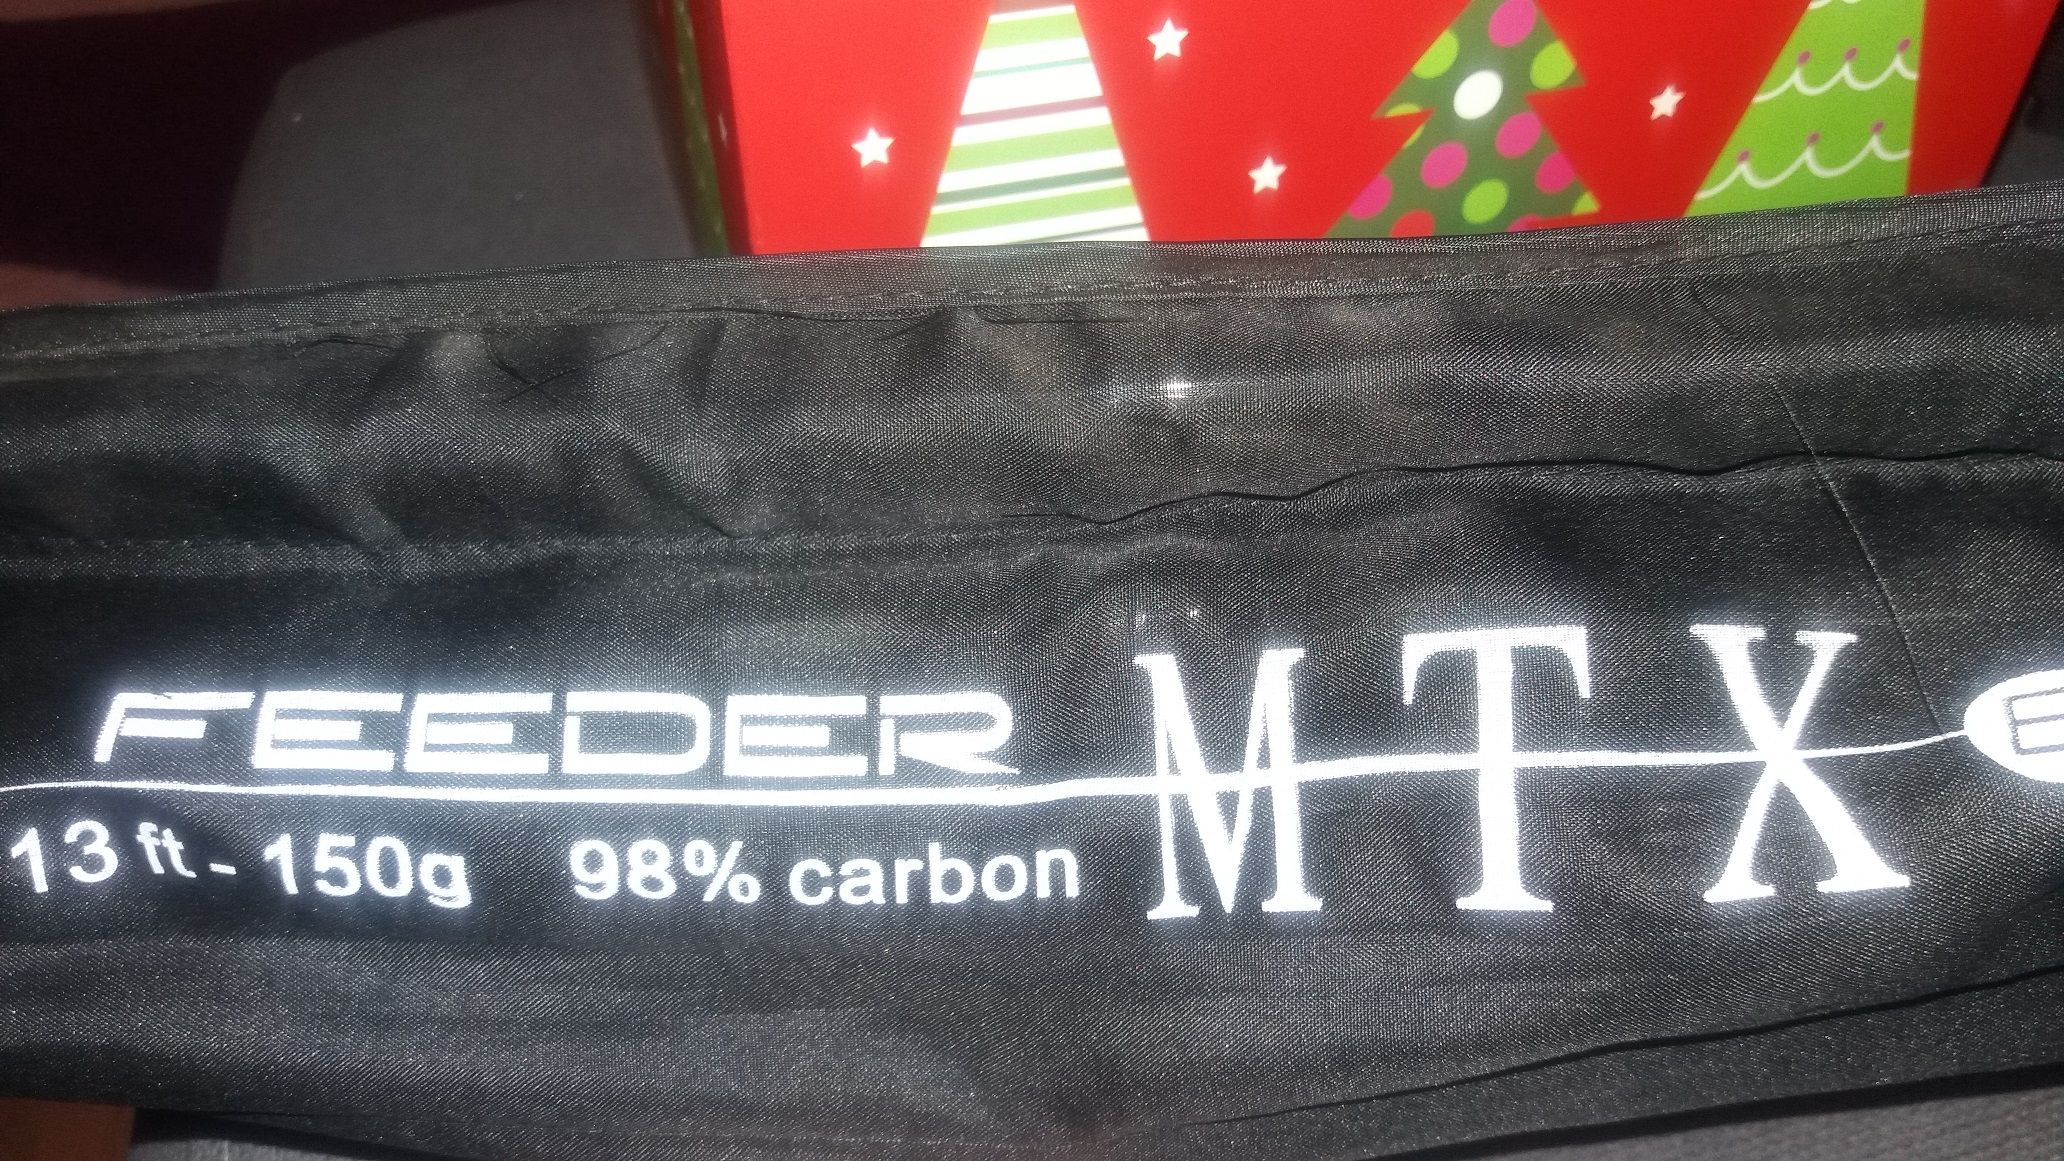 FEEDER MTX
13 ft - 150g 98% carbon